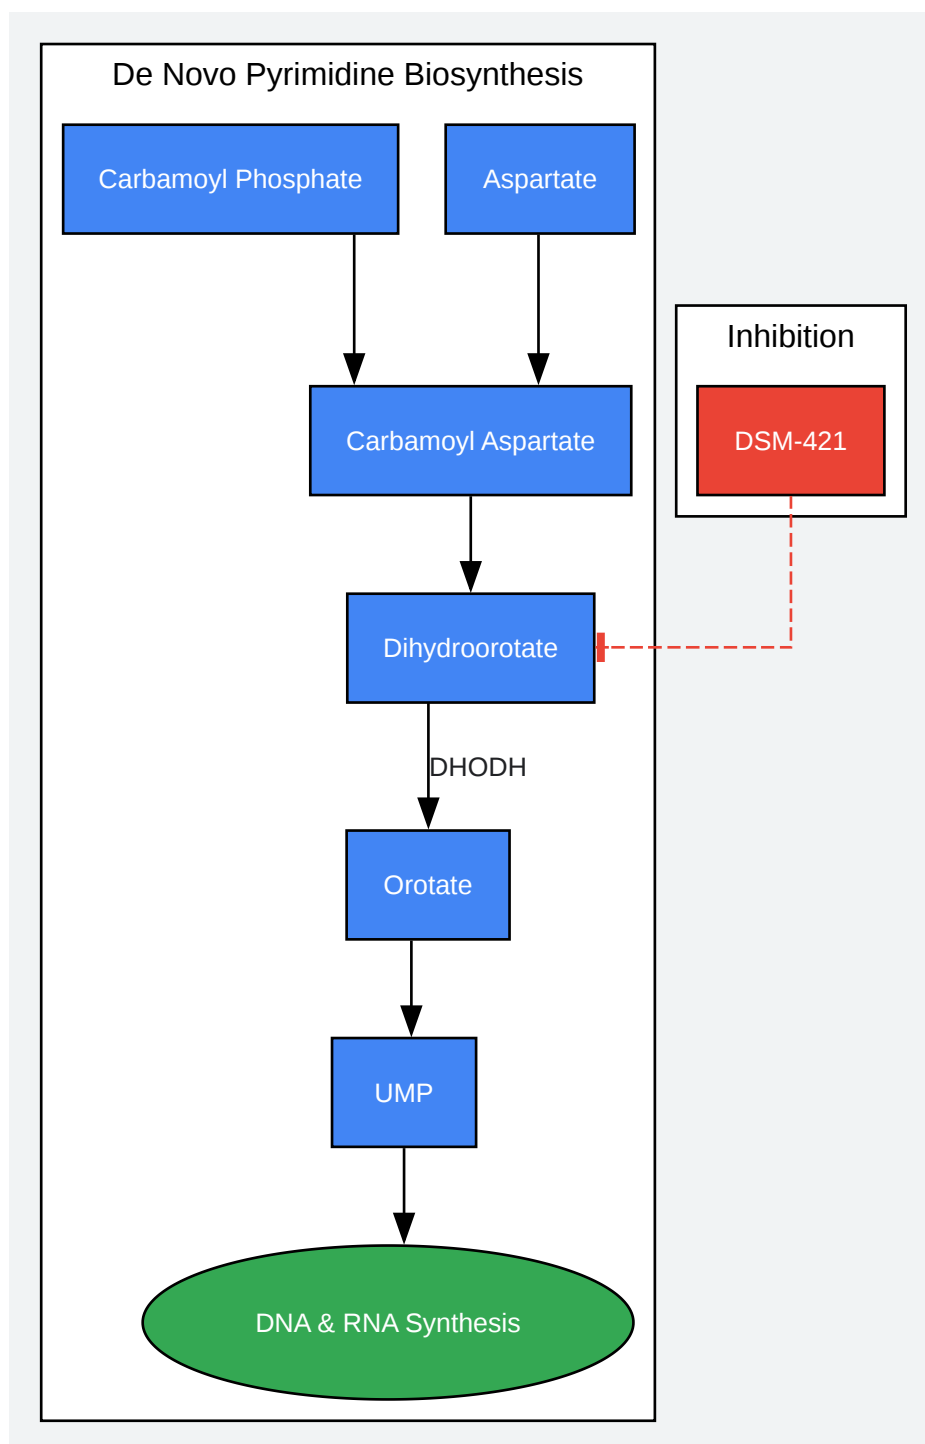 De Novo Pyrimidine Biosynthesis
Carbamoyl Phosphate
Aspartate
Inhibition
Carbamoyl Aspartate
DSM-421
Dihydroorotate
DHODH
Orotate
UMP
DNA & RNA Synthesis